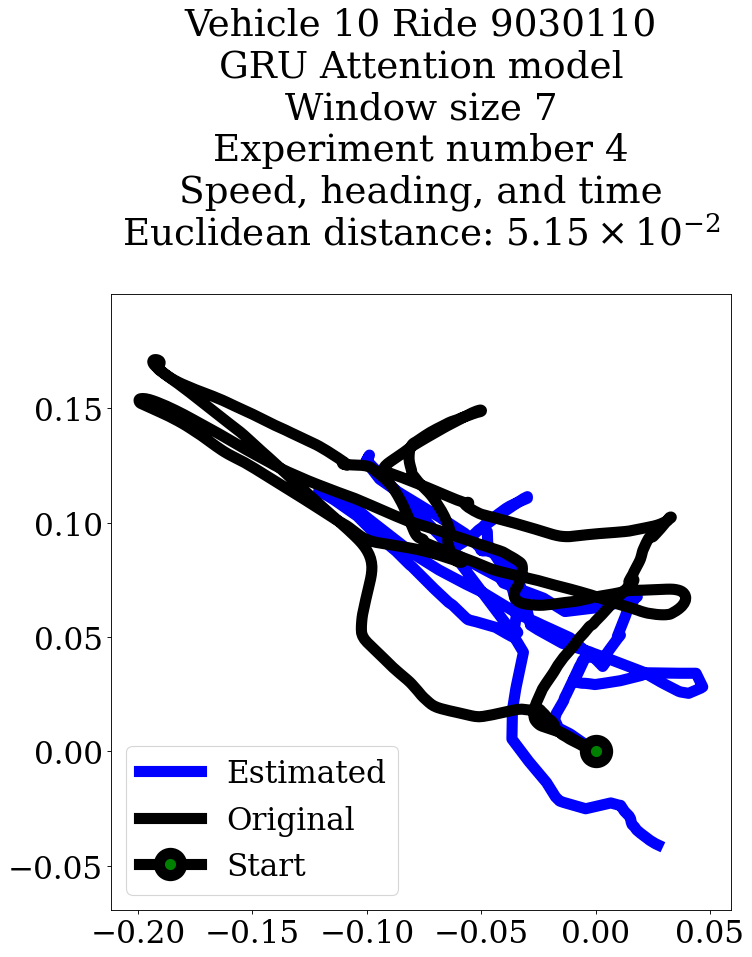 Vehicle 10 Ride 9030110
GRU Attention model
Window size 7
Experiment number 4
Speed, heading, and time
Euclidean distance: 5.15 × 10⁻²
0.15
0.10
0.05
0.00
−0.05
Estimated
Original
Start
−0.20 −0.15 −0.10 −0.05 0.00 0.05